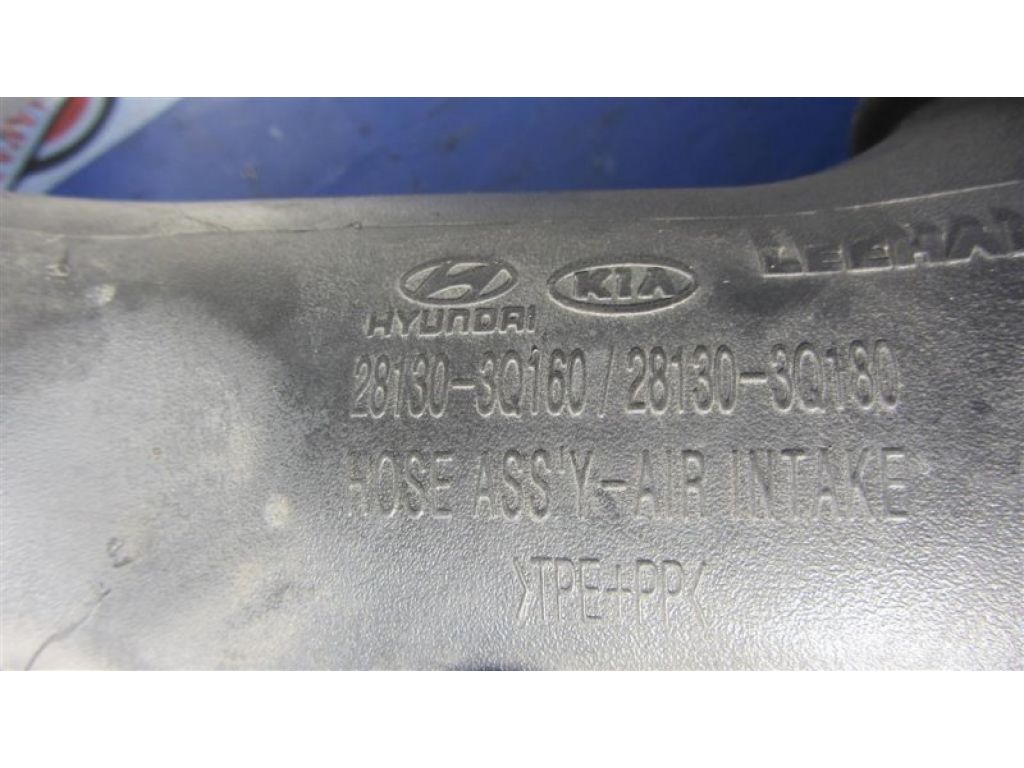 KIA
HYUNDAI
28130-3Q160 / 28130-3Q180
HOSE ASS'Y-AIR INTAKE
>TPE+PP<